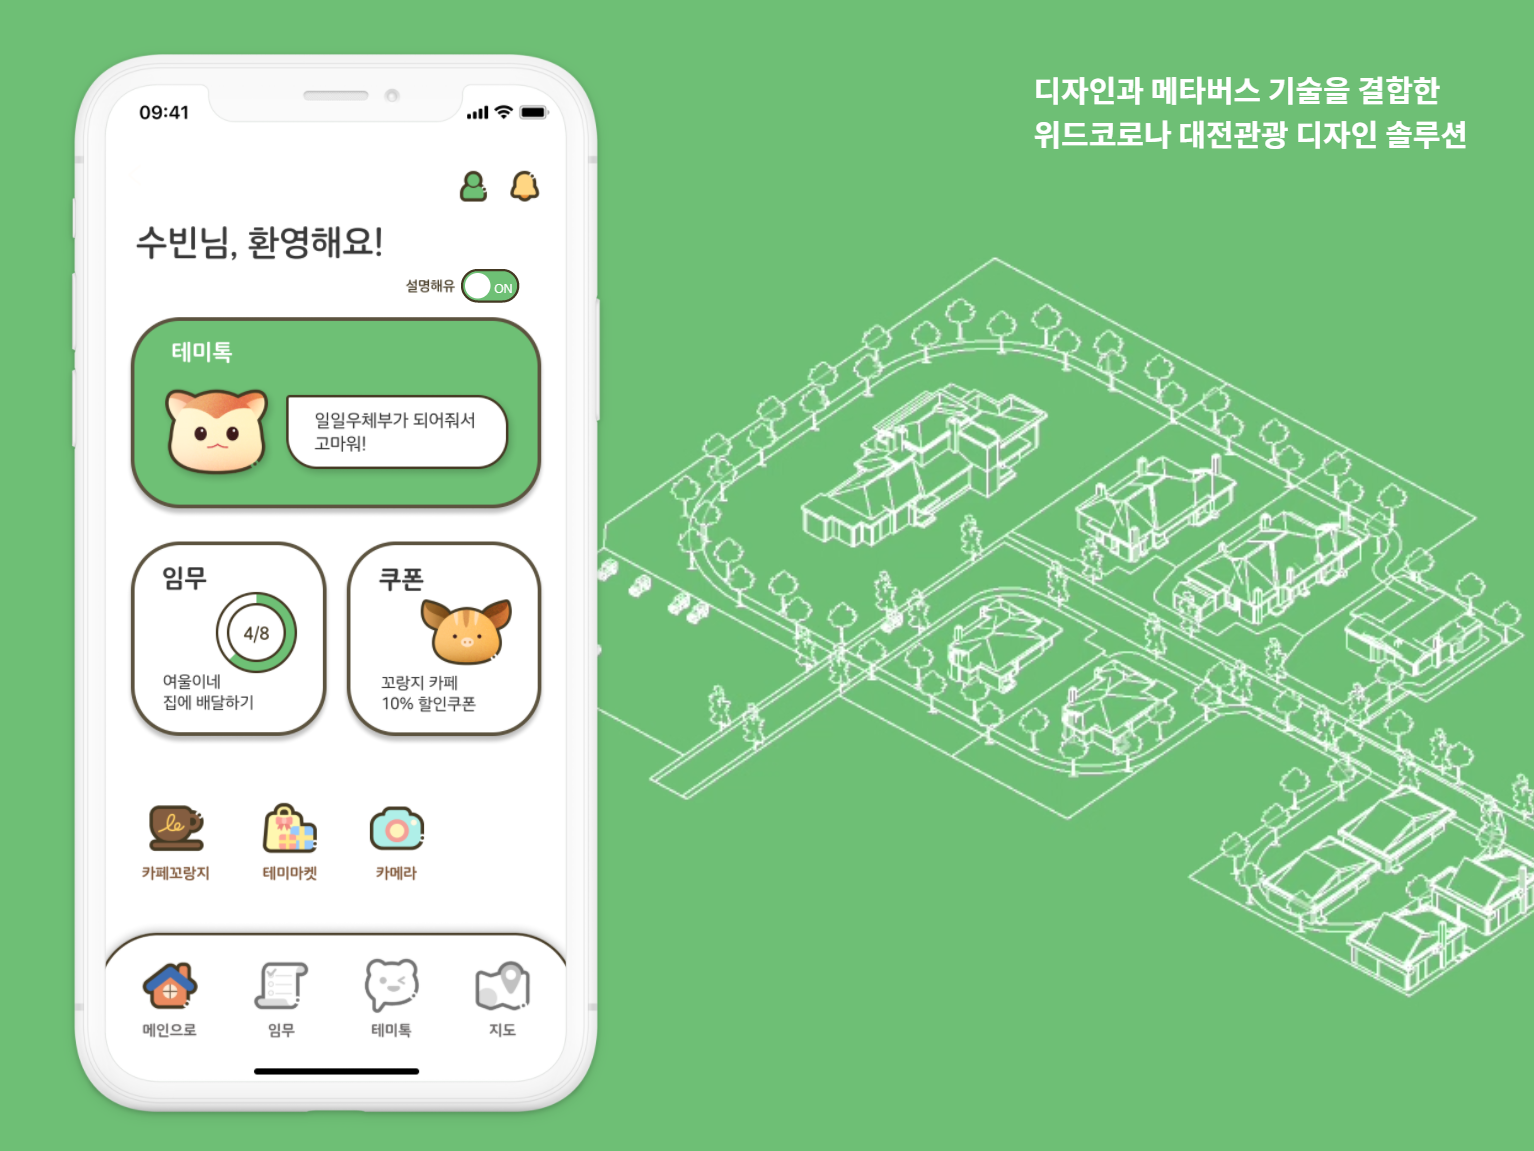 디자인과 메타버스 기술을 결합한
위드코로나 대전관광 디자인 솔루션
09:41
수빈님, 환영해요!
설명해유 ON
테미톡
일일우체부가 되어줘서
고마워!
임무
4/8
여울이네
집에 배달하기
쿠폰
꼬랑지 카페
10% 할인쿠폰
le
카페꼬랑지 테미마켓 카메라
메인으로 임무 테미톡 지도